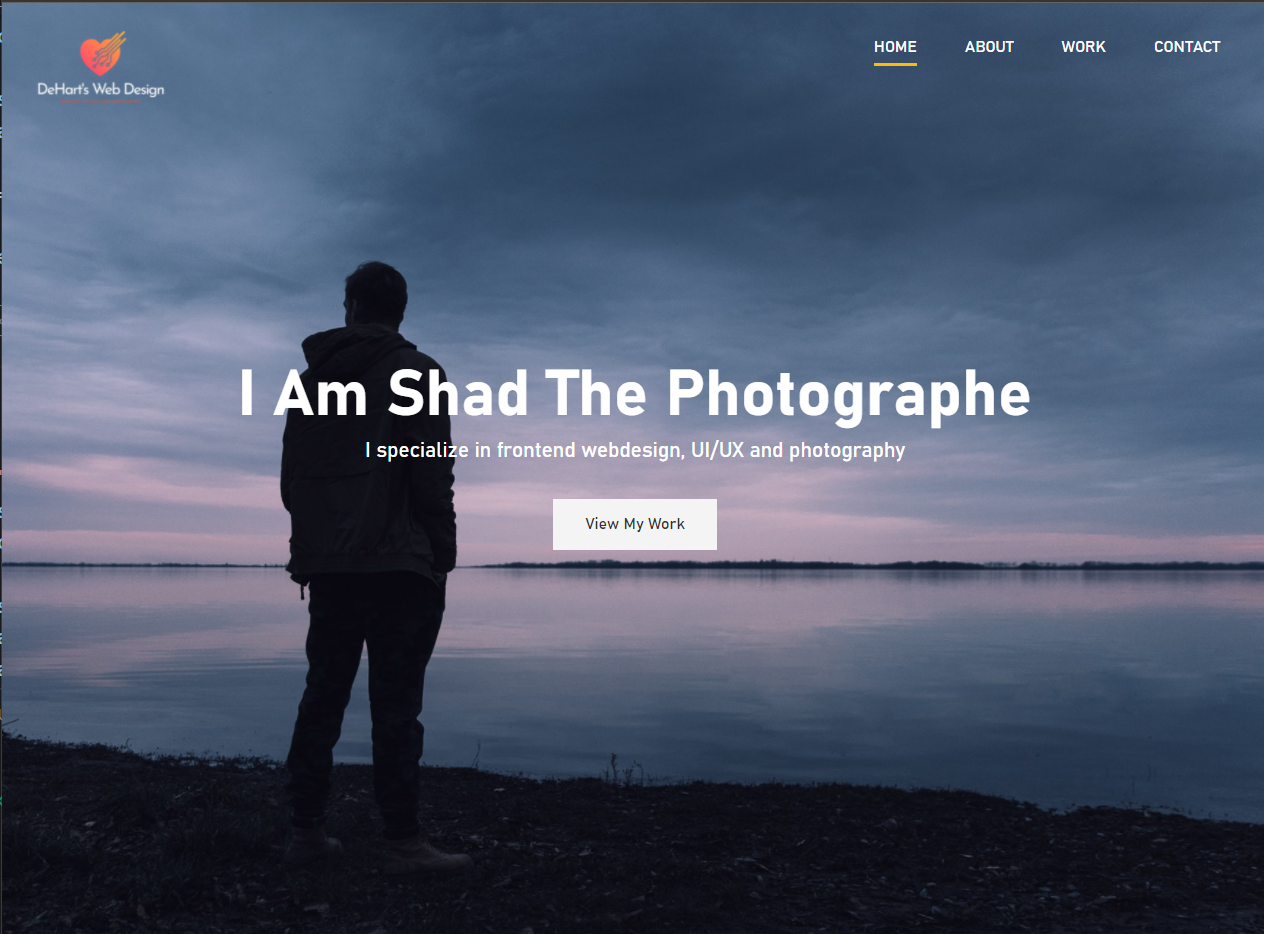 DeHart's Web Design
HOME ABOUT WORK CONTACT
I Am Shad The Photographe
I specialize in frontend webdesign, UI/UX and photography
View My Work